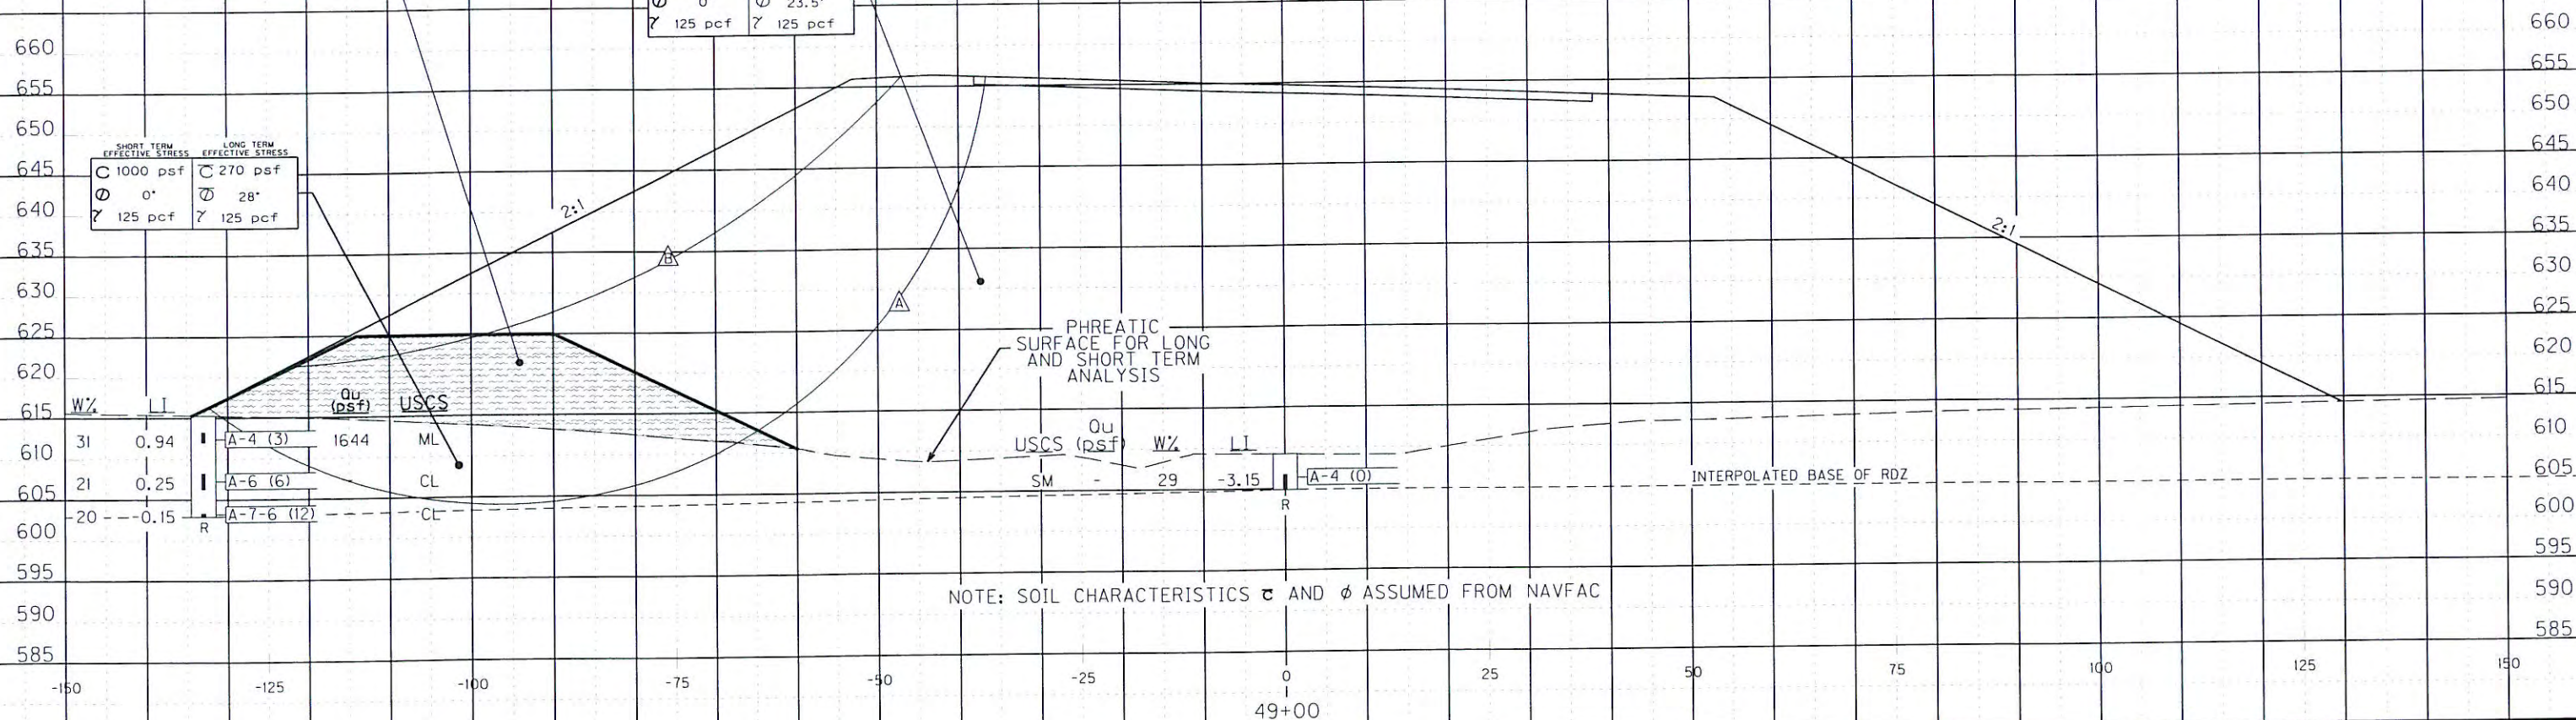 Ø 0° Ø 23.5°
γ 125 pcf γ 125 pcf
660 660
655 655
650 650
645 645
640 640
635 635
630 630
625 625
620 620
615 615
610 610
605 605
600 600
595 595
590 590
585 585
SHORT TERM LONG TERM
EFFECTIVE STRESS EFFECTIVE STRESS
C 1000 psf C̅ 270 psf
Ø 0° Ø̅ 28°
γ 125 pcf γ 125 pcf
2:1
2:1
B
A
PHREATIC
SURFACE FOR LONG
AND SHORT TERM
ANALYSIS
W% LI Qu (psf) USCS
31 0.94 A-4 (3) 1644 ML
21 0.25 A-6 (6) - CL
20 -0.15 A-7-6 (12) CL
R
Qu
USCS (psf) W% LI
SM - 29 -3.15 A-4 (0)
R
INTERPOLATED BASE OF RDZ
NOTE: SOIL CHARACTERISTICS c̅ AND ø ASSUMED FROM NAVFAC
-150 -125 -100 -75 -50 -25 0 25 50 75 100 125 150
49+00